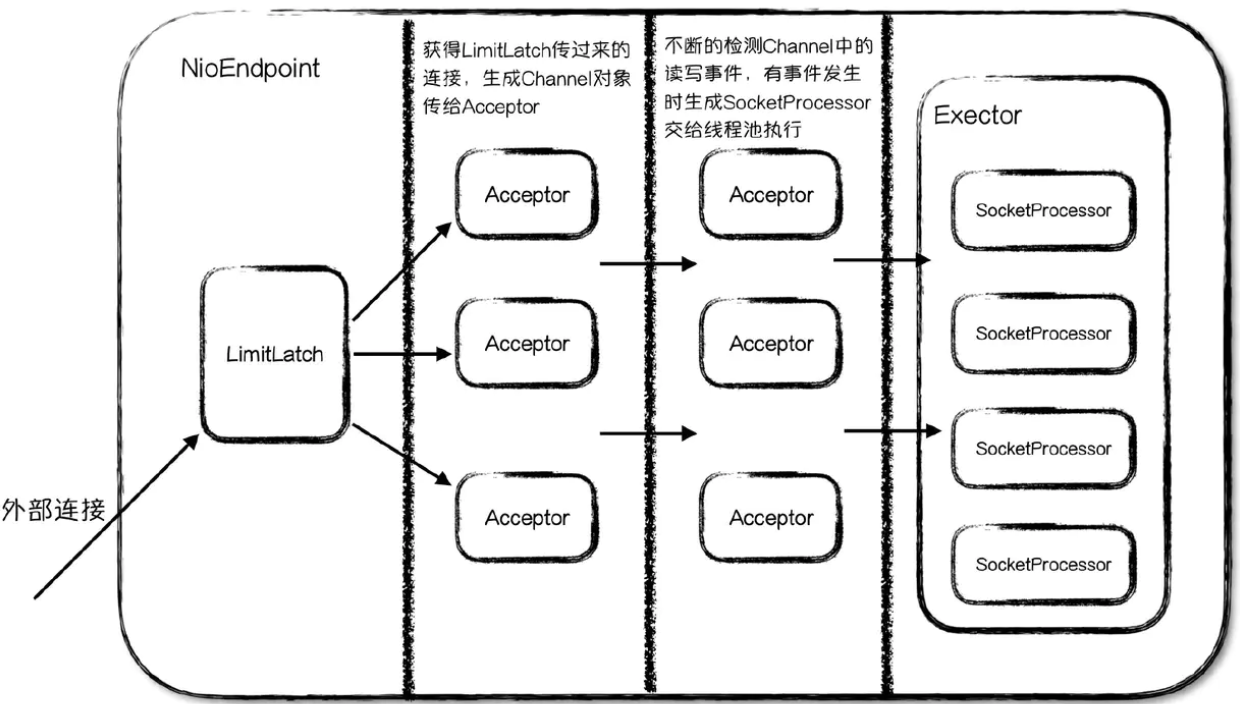 NioEndpoint
获得LimitLatch传过来的
连接，生成Channel对象
传给Acceptor
不断的检测Channel中的
读写事件，有事件发生
时生成SocketProcessor
交给线程池执行
Exector
Acceptor
Acceptor
SocketProcessor
LimitLatch
Acceptor
Acceptor
SocketProcessor
SocketProcessor
外部连接
Acceptor
Acceptor
SocketProcessor